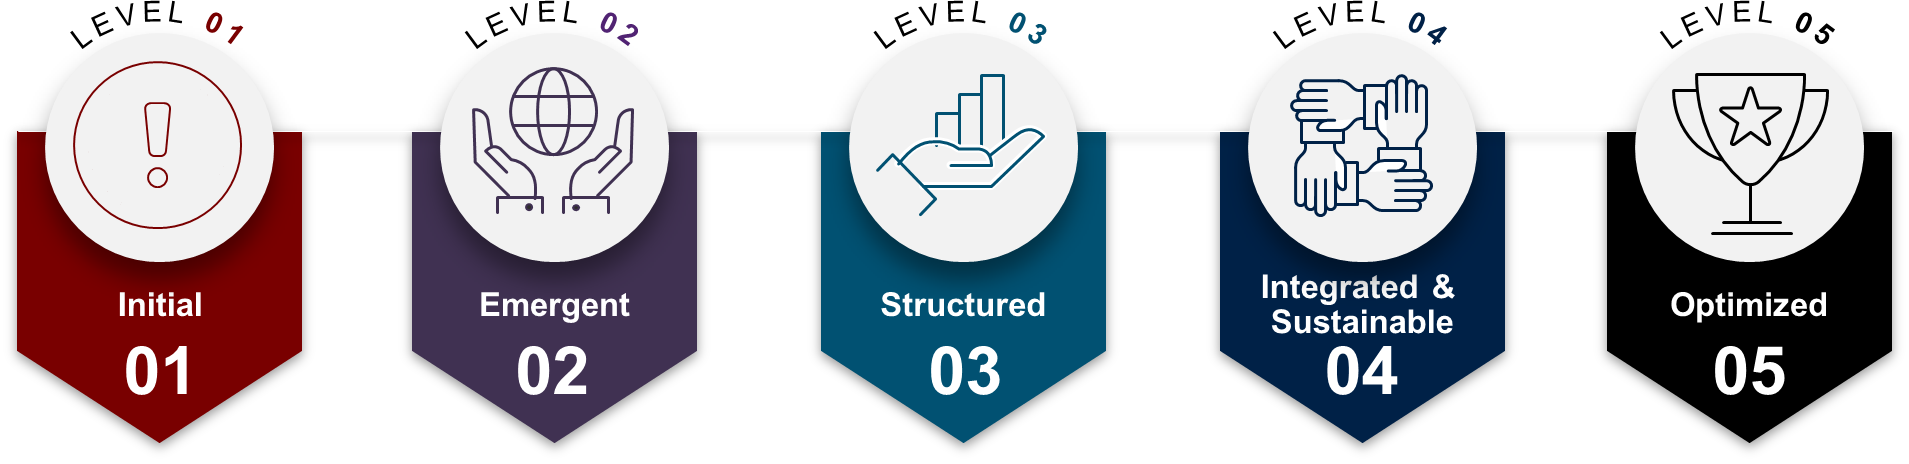 LEVEL 01
Initial
01
LEVEL 02
Emergent
02
LEVEL 03
Structured
03
LEVEL 04
Integrated &
Sustainable
04
LEVEL 05
Optimized
05